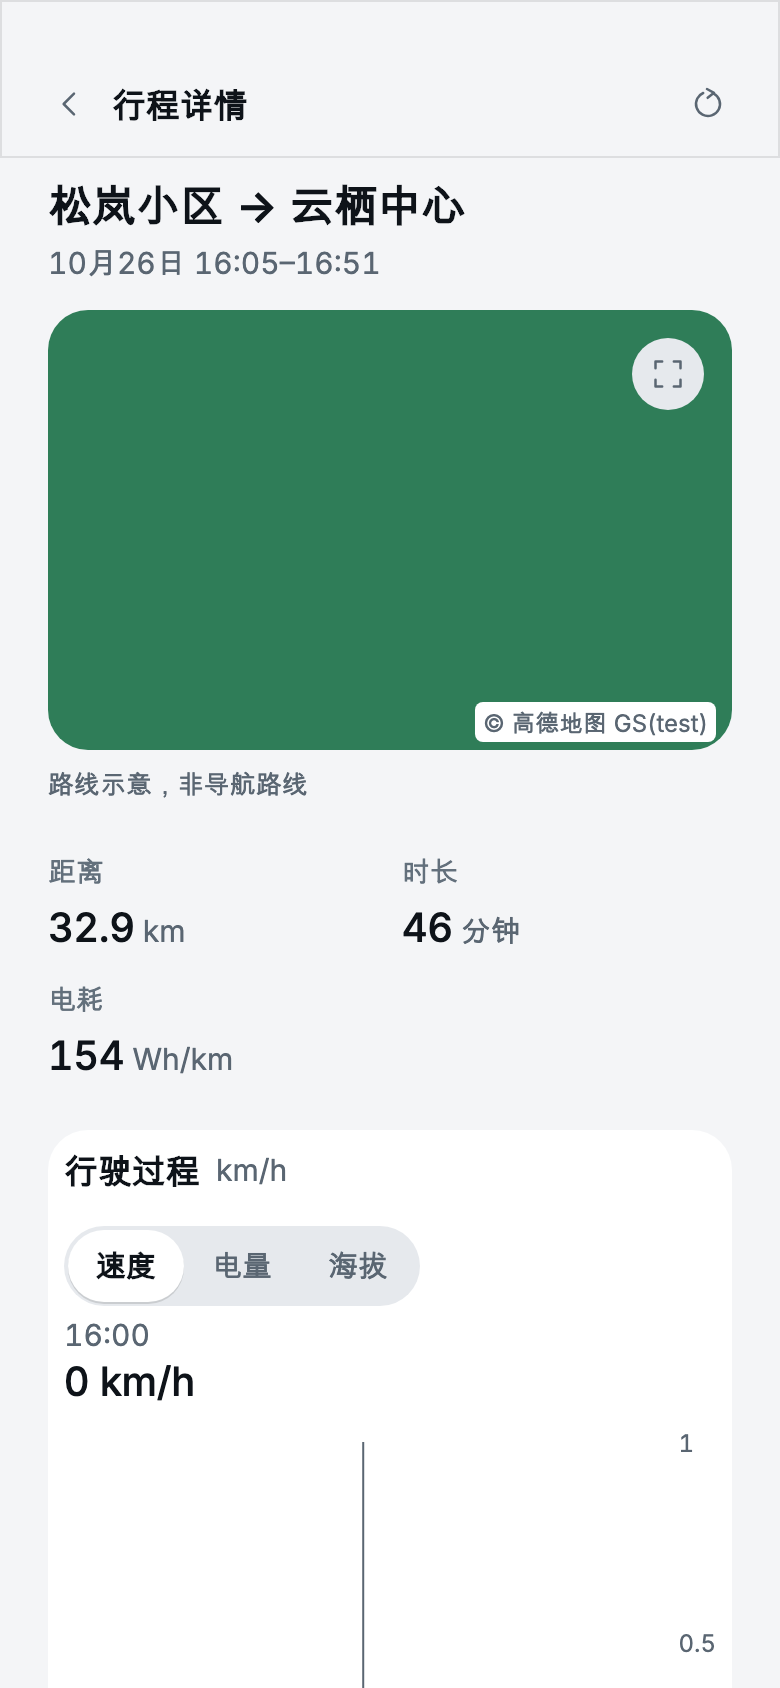 行程详情
松岚小区 → 云栖中心
10月26日 16:05–16:51
© 高德地图 GS(test)
路线示意，非导航路线
距离
时长
32.9 km
46 分钟
电耗
154 Wh/km
行驶过程 km/h
速度 电量 海拔
16:00
0 km/h
1
0.5